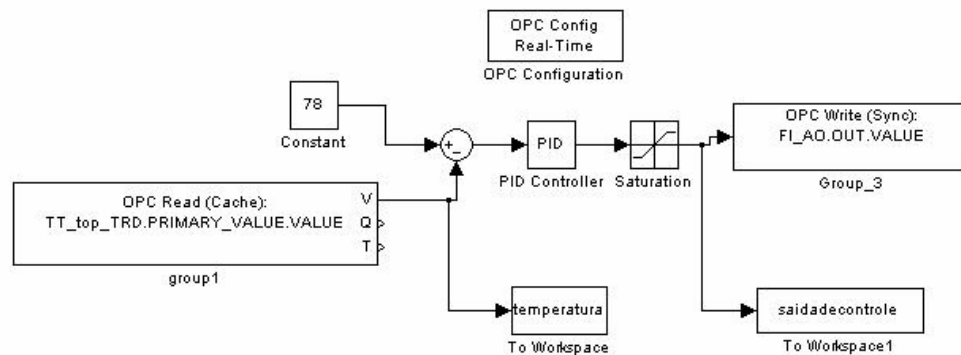 OPC Config
Real-Time
OPC Configuration
78
Constant
+
−
PID
PID Controller
Saturation
OPC Write (Sync):
FI_AO.OUT.VALUE
Group_3
OPC Read (Cache):
TT_top_TRD.PRIMARY_VALUE.VALUE
V
Q
T
group1
temperatura
To Workspace
saidadecontrole
To Workspace1